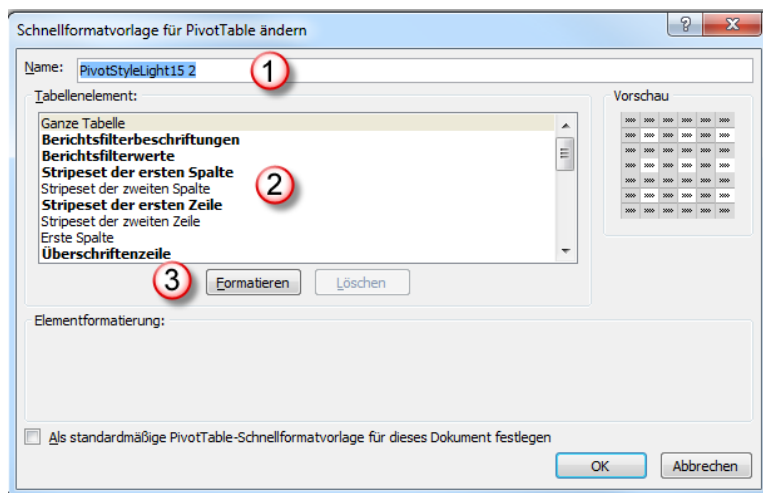 Schnellformatvorlage für PivotTable ändern
?
Name: PivotStyleLight15 2
1
Tabellenelement:
Vorschau
Ganze Tabelle
Berichtsfilterbeschriftungen
Berichtsfilterwerte
Stripeset der ersten Spalte
Stripeset der zweiten Spalte
2
Stripeset der ersten Zeile
Stripeset der zweiten Zeile
Erste Spalte
Überschriftenzeile
3
Formatieren Löschen
Elementformatierung:
Als standardmäßige PivotTable-Schnellformatvorlage für dieses Dokument festlegen
OK Abbrechen